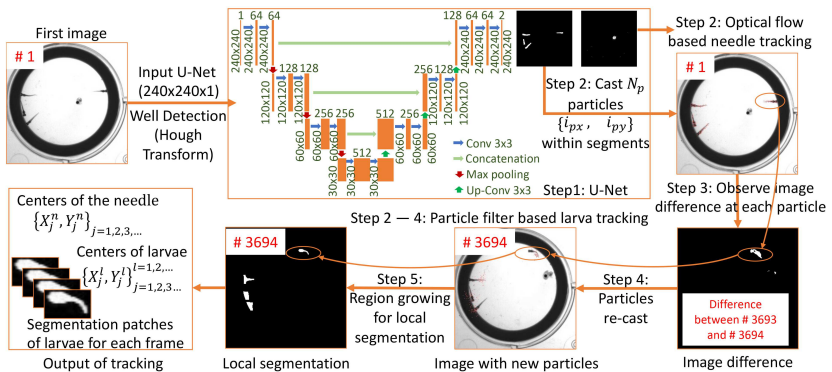 First image
# 1
Input U-Net
(240x240x1)
Well Detection
(Hough
Transform)
1 64 64
240x240
240x240
240x240
128 128
120x120
120x120
120x120
256 256
60x60
60x60
60x60
512
30x30
30x30
30x30
512
256
60x60
60x60
60x60
256 128
120x120
120x120
120x120
128 64 64 2
240x240
240x240
240x240
240x240
Conv 3x3
Concatenation
Max pooling
Up-Conv 3x3
Step1: U-Net
Step 2: Cast N_p
particles
{i_{px} , i_{py}}
within segments
Step 2: Optical flow
based needle tracking
# 1
Step 3: Observe image
difference at each particle
Step 2 — 4: Particle filter based larva tracking
Difference
between # 3693
and # 3694
Image difference
Step 4:
Particles
re-cast
# 3694
Image with new particles
Step 5:
Region growing
for local
segmentation
# 3694
Local segmentation
Centers of the needle
{X_j^n, Y_j^n}_{j=1,2,3,...}
Centers of larvae
{X_j^l, Y_j^l}_{j=1,2,3...}^{l=1,2,...}
Segmentation patches
of larvae for each frame
Output of tracking